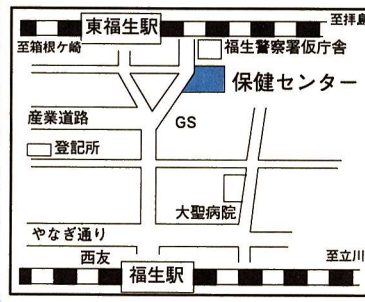 東福生駅
至拝島
至箱根ケ崎
福生警察署仮庁舎
保健センター
産業道路
GS
登記所
大聖病院
やなぎ通り
西友
至立川
福生駅